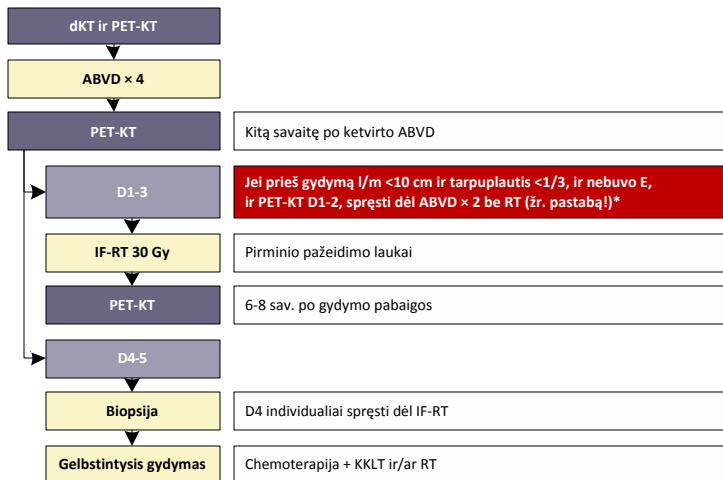 dKT ir PET-KT
ABVD × 4
PET-KT
Kitą savaitę po ketvirto ABVD
D1-3
Jei prieš gydymą l/m <10 cm ir tarpuplautis <1/3, ir nebuvo E,
ir PET-KT D1-2, spręsti dėl ABVD × 2 be RT (žr. pastabą!)*
IF-RT 30 Gy
Pirminio pažeidimo laukai
PET-KT
6-8 sav. po gydymo pabaigos
D4-5
Biopsija
D4 individualiai spręsti dėl IF-RT
Gelbstintysis gydymas
Chemoterapija + KKLT ir/ar RT